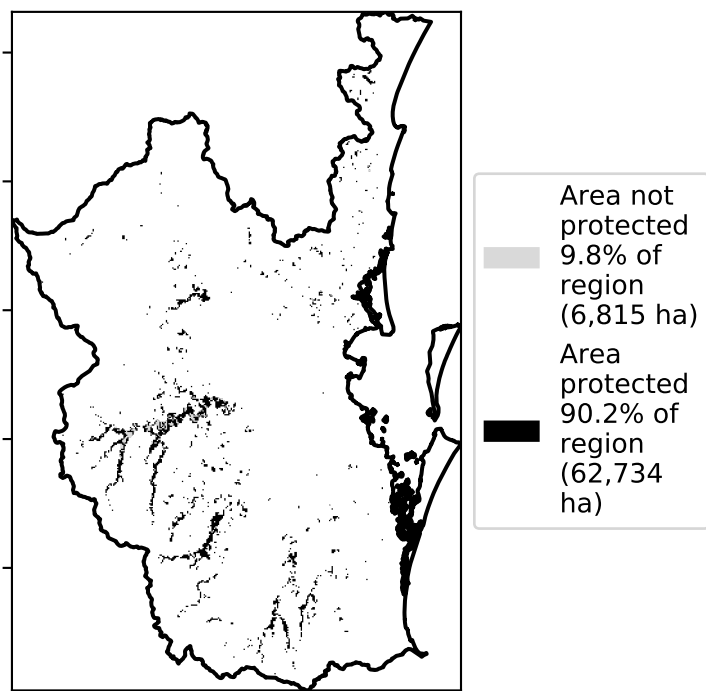 Area not
protected
9.8% of
region
(6,815 ha)
Area
protected
90.2% of
region
(62,734
ha)